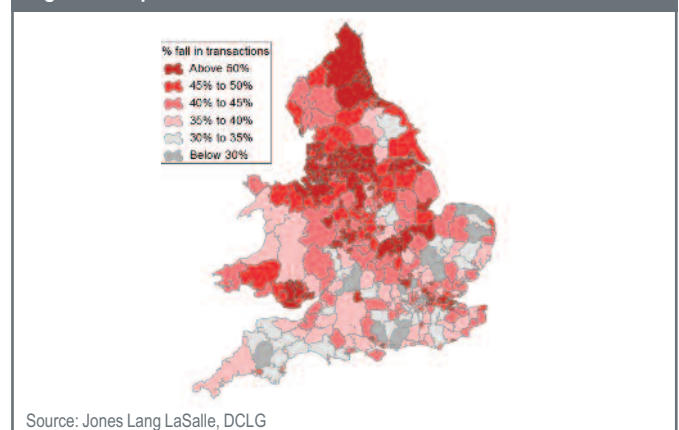 % fall in transactions
Above 50%
45% to 50%
40% to 45%
35% to 40%
30% to 35%
Below 30%
Source: Jones Lang LaSalle, DCLG